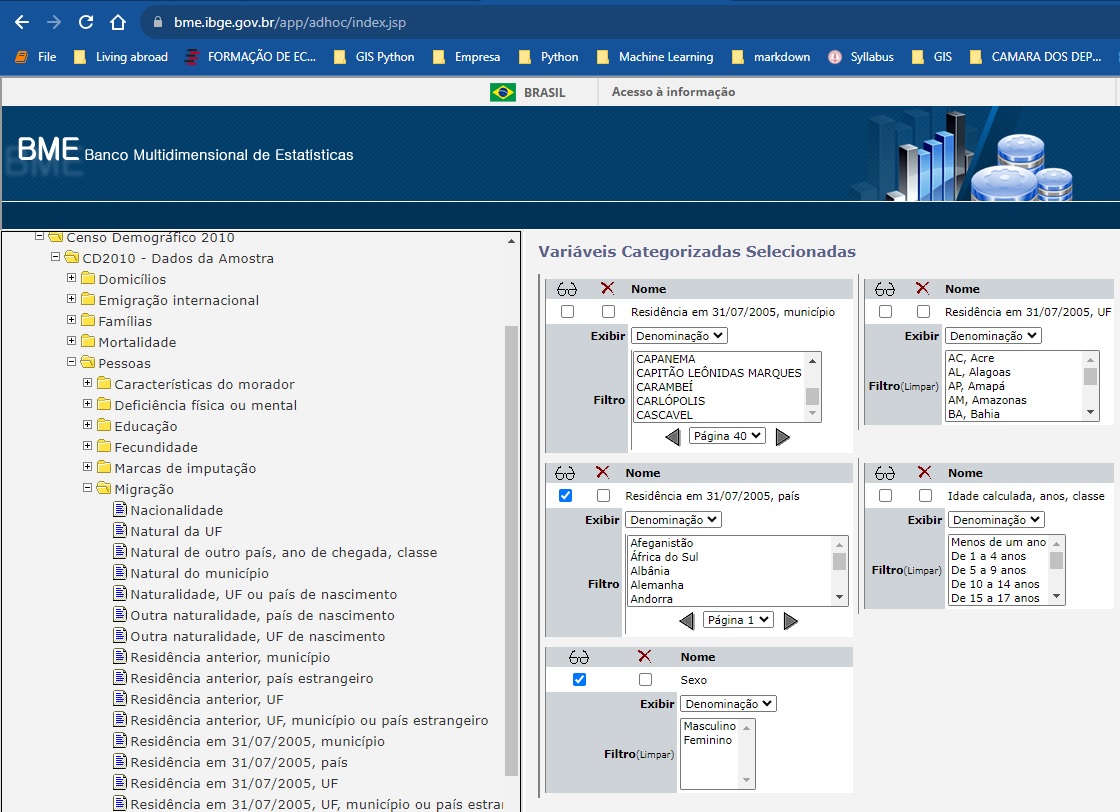 bme.ibge.gov.br/app/adhoc/index.jsp
File Living abroad FORMAÇÃO DE EC... GIS Python Empresa Python Machine Learning markdown Syllabus GIS CAMARA DOS DEP...
BRASIL Acesso à informação
BME Banco Multidimensional de Estatísticas
Censo Demográfico 2010
CD2010 - Dados da Amostra
Domicílios
Emigração internacional
Famílias
Mortalidade
Pessoas
Características do morador
Deficiência física ou mental
Educação
Fecundidade
Marcas de imputação
Migração
Nacionalidade
Natural da UF
Natural de outro país, ano de chegada, classe
Natural do município
Naturalidade, UF ou país de nascimento
Outra naturalidade, país de nascimento
Outra naturalidade, UF de nascimento
Residência anterior, município
Residência anterior, país estrangeiro
Residência anterior, UF
Residência anterior, UF, município ou país estrangeiro
Residência em 31/07/2005, município
Residência em 31/07/2005, país
Residência em 31/07/2005, UF
Residência em 31/07/2005, UF, município ou país estra
Variáveis Categorizadas Selecionadas
Nome
Residência em 31/07/2005, município
Exibir Denominação
Filtro
CAPANEMA
CAPITÃO LEÔNIDAS MARQUES
CARAMBEÍ
CARLÓPOLIS
CASCAVEL
Página 40
Nome
Residência em 31/07/2005, UF
Exibir Denominação
Filtro(Limpar)
AC, Acre
AL, Alagoas
AP, Amapá
AM, Amazonas
BA, Bahia
Nome
Residência em 31/07/2005, país
Exibir Denominação
Filtro
Afeganistão
África do Sul
Albânia
Alemanha
Andorra
Página 1
Nome
Idade calculada, anos, classe
Exibir Denominação
Filtro(Limpar)
Menos de um ano
De 1 a 4 anos
De 5 a 9 anos
De 10 a 14 anos
De 15 a 17 anos
Nome
Sexo
Exibir Denominação
Filtro(Limpar)
Masculino
Feminino